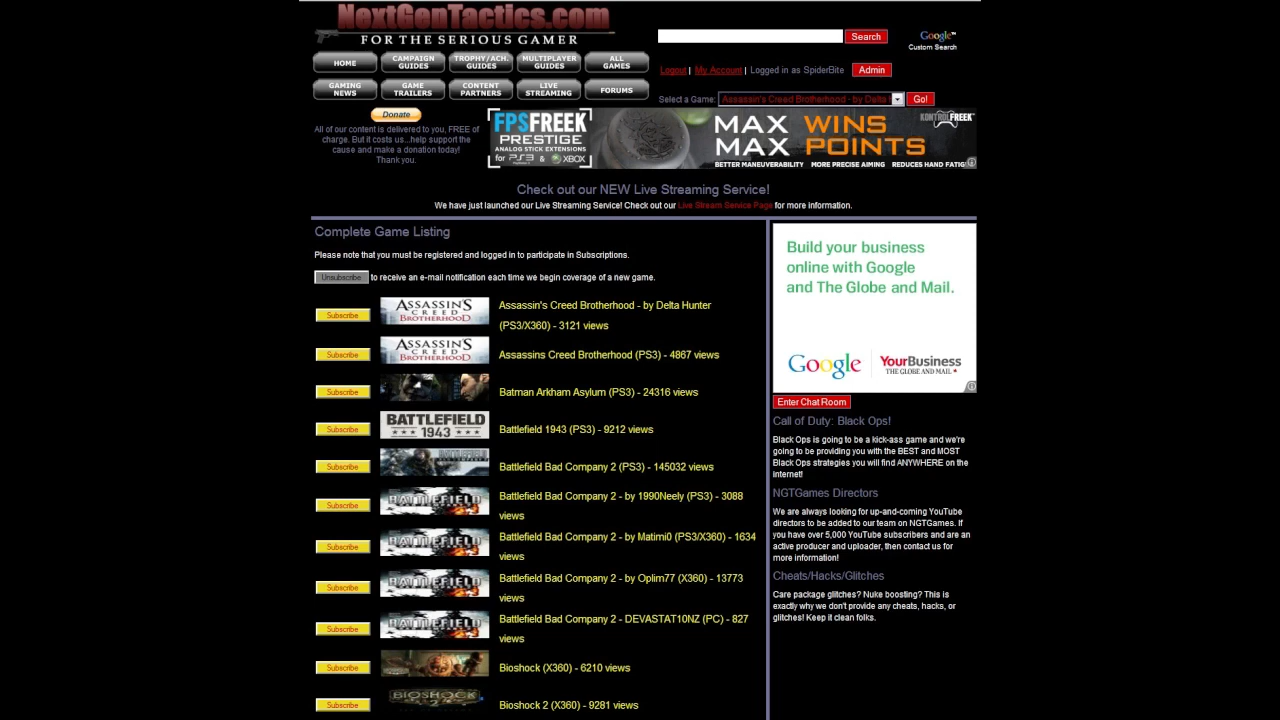 NextGenTactics.com
FOR THE SERIOUS GAMER
Search
Google™
Custom Search
HOME
CAMPAIGN GUIDES
TROPHY/ACH. GUIDES
MULTIPLAYER GUIDES
ALL GAMES
Logout | My Account | Logged in as SpiderBite Admin
GAMING NEWS
GAME TRAILERS
CONTENT PARTNERS
LIVE STREAMING
FORUMS
Select a Game: Assassin's Creed Brotherhood - by Delta Go!
Donate
All of our content is delivered to you, FREE of
charge. But it costs us...help support the
cause and make a donation today!
Thank you.
FPSFREEK
PRESTIGE
ANALOG STICK EXTENSIONS
for PS3 & XBOX
MAX WINS
MAX POINTS
BETTER MANEUVERABILITY MORE PRECISE AIMING REDUCES HAND FATIG
KONTROLFREEK
Check out our NEW Live Streaming Service!
We have just launched our Live Streaming Service! Check out our Live Stream Service Page for more information.
Complete Game Listing
Please note that you must be registered and logged in to participate in Subscriptions.
Unsubscribe to receive an e-mail notification each time we begin coverage of a new game.
Subscribe
ASSASSIN'S
CREED
BROTHERHOOD
Assassin's Creed Brotherhood - by Delta Hunter
(PS3/X360) - 3121 views
Subscribe
ASSASSIN'S
CREED
BROTHERHOOD
Assassins Creed Brotherhood (PS3) - 4867 views
Subscribe
Batman Arkham Asylum (PS3) - 24316 views
Subscribe
BATTLEFIELD
1943
Battlefield 1943 (PS3) - 9212 views
Subscribe
BATTLEFIELD
Battlefield Bad Company 2 (PS3) - 145032 views
Subscribe
BATTLEFIELD
Battlefield Bad Company 2 - by 1990Neely (PS3) - 3088
views
Subscribe
BATTLEFIELD
Battlefield Bad Company 2 - by Matimi0 (PS3/X360) - 1634
views
Subscribe
BATTLEFIELD
Battlefield Bad Company 2 - by Oplim77 (X360) - 13773
views
Subscribe
BATTLEFIELD
Battlefield Bad Company 2 - DEVASTAT10NZ (PC) - 827
views
Subscribe
Bioshock (X360) - 6210 views
Subscribe
BIOSHOCK
2
Bioshock 2 (X360) - 9281 views
Build your business
online with Google
and The Globe and Mail.
Google
YourBusiness
THE GLOBE AND MAIL
Enter Chat Room
Call of Duty: Black Ops!
Black Ops is going to be a kick-ass game and we're
going to be providing you with the BEST and MOST
Black Ops strategies you will find ANYWHERE on the
internet!
NGTGames Directors
We are always looking for up-and-coming YouTube
directors to be added to our team on NGTGames. If
you have over 5,000 YouTube subscribers and are an
active producer and uploader, then contact us for
more information!
Cheats/Hacks/Glitches
Care package glitches? Nuke boosting? This is
exactly why we don't provide any cheats, hacks, or
glitches! Keep it clean folks.